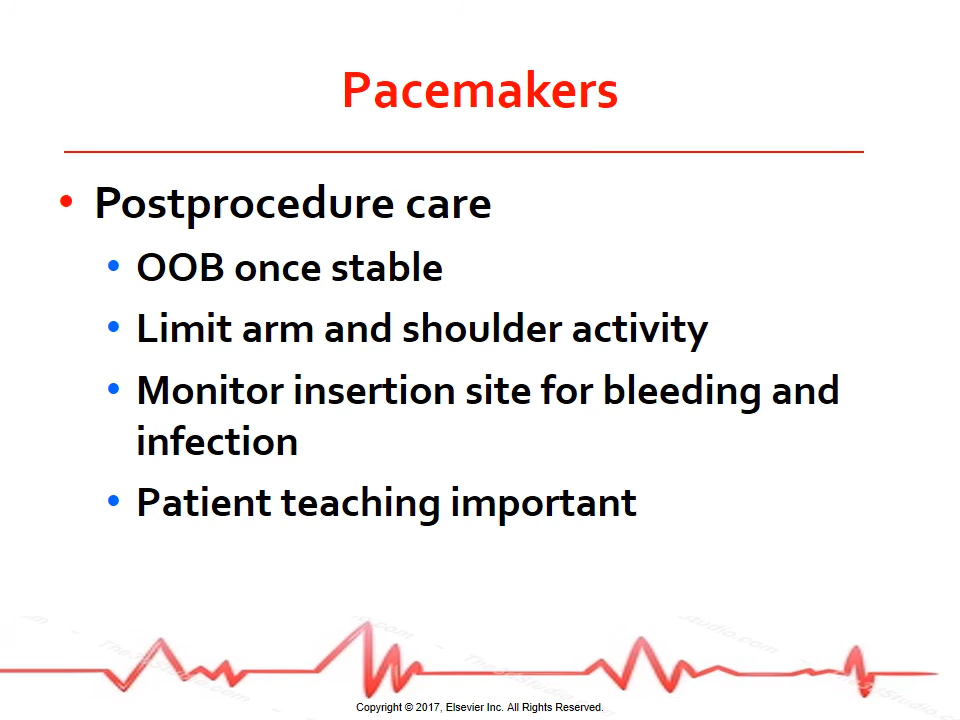 Pacemakers
• Postprocedure care
• OOB once stable
• Limit arm and shoulder activity
• Monitor insertion site for bleeding and
infection
• Patient teaching important
Copyright © 2017, Elsevier Inc. All Rights Reserved.